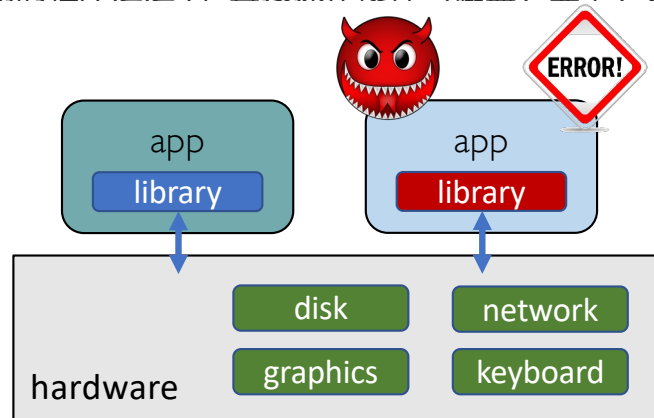 ERROR!
app
app
library
library
disk
network
graphics
keyboard
hardware